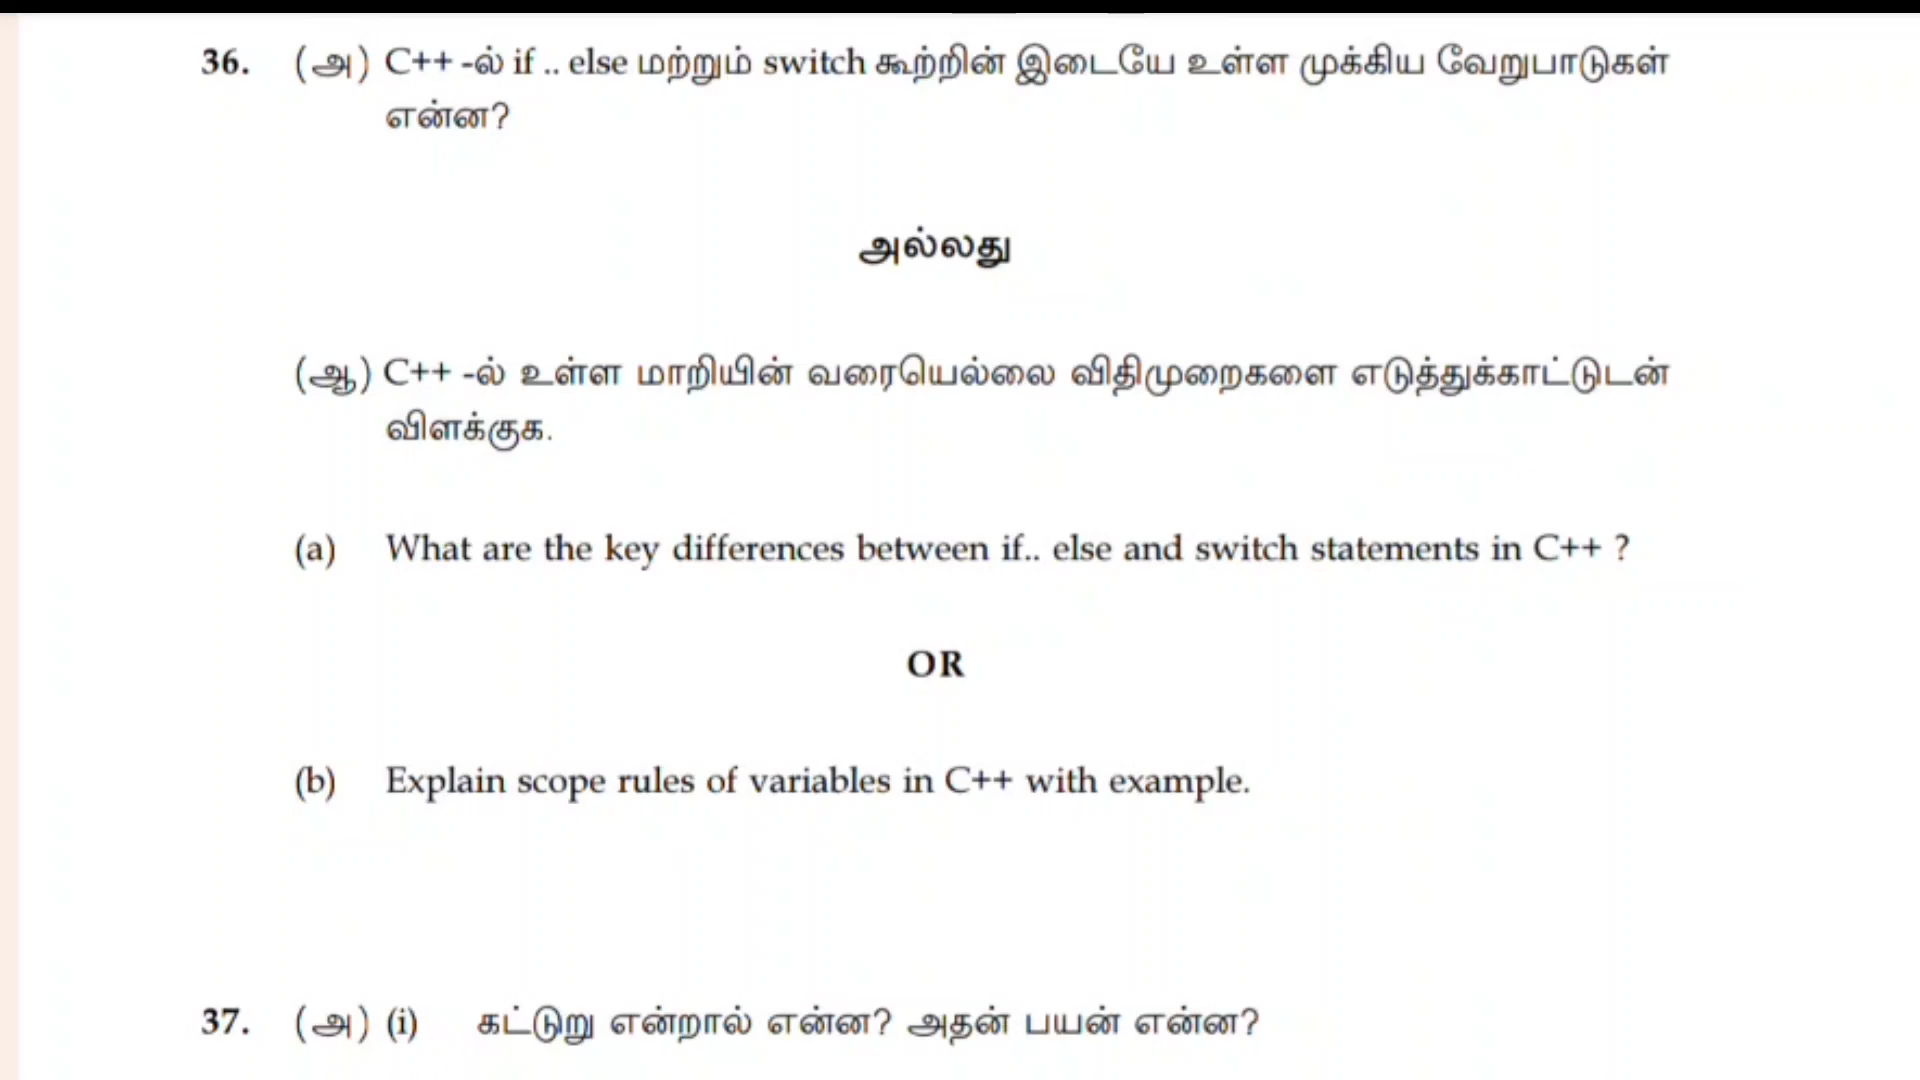 36. (அ) C++ -ல் if .. else மற்றும் switch கூற்றின் இடையே உள்ள முக்கிய வேறுபாடுகள்
என்ன?
அல்லது
(ஆ) C++ -ல் உள்ள மாறியின் வரையெல்லை விதிமுறைகளை எடுத்துக்காட்டுடன்
விளக்குக.
(a) What are the key differences between if.. else and switch statements in C++ ?
OR
(b) Explain scope rules of variables in C++ with example.
37. (அ) (i) கட்டுறு என்றால் என்ன? அதன் பயன் என்ன?